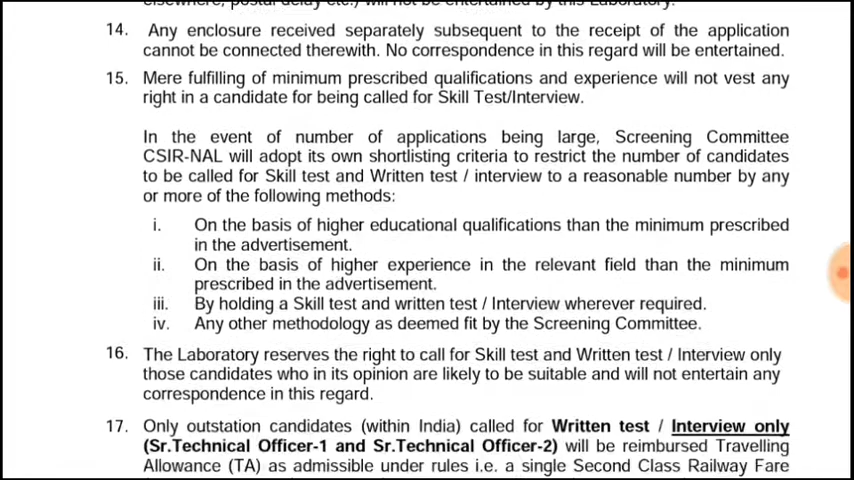 elsewhere, postal delay etc.) will not be entertained by this Laboratory.
14. Any enclosure received separately subsequent to the receipt of the application
cannot be connected therewith. No correspondence in this regard will be entertained.
15. Mere fulfilling of minimum prescribed qualifications and experience will not vest any
right in a candidate for being called for Skill Test/Interview.
In the event of number of applications being large, Screening Committee
CSIR-NAL will adopt its own shortlisting criteria to restrict the number of candidates
to be called for Skill test and Written test / interview to a reasonable number by any
or more of the following methods:
i. On the basis of higher educational qualifications than the minimum prescribed
in the advertisement.
ii. On the basis of higher experience in the relevant field than the minimum
prescribed in the advertisement.
iii. By holding a Skill test and written test / Interview wherever required.
iv. Any other methodology as deemed fit by the Screening Committee.
16. The Laboratory reserves the right to call for Skill test and Written test / Interview only
those candidates who in its opinion are likely to be suitable and will not entertain any
correspondence in this regard.
17. Only outstation candidates (within India) called for Written test / Interview only
(Sr.Technical Officer-1 and Sr.Technical Officer-2) will be reimbursed Travelling
Allowance (TA) as admissible under rules i.e. a single Second Class Railway Fare